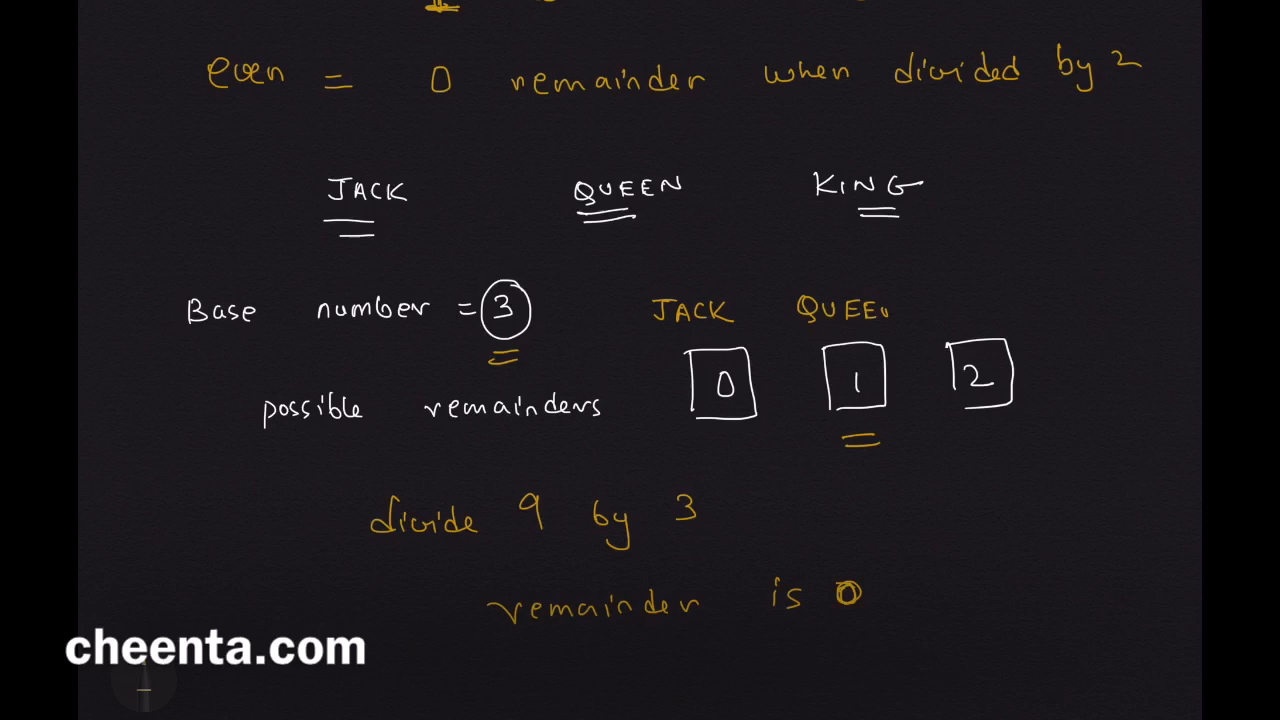 even = 0 remainder when divided by 2
JACK QUEEN KING
Base number = 3 JACK QUEEN
possible remainders 0 1 2
divide 9 by 3
remainder is 0
cheenta.com